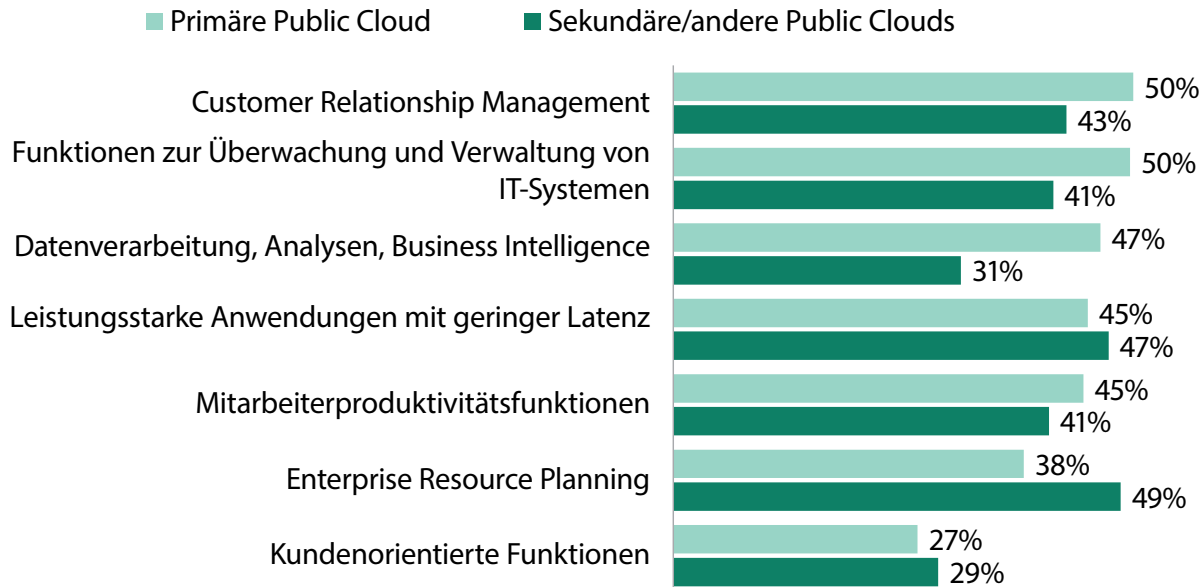 Primäre Public Cloud
Sekundäre/andere Public Clouds
Customer Relationship Management
50%
43%
Funktionen zur Überwachung und Verwaltung von
IT-Systemen
50%
41%
Datenverarbeitung, Analysen, Business Intelligence
47%
31%
Leistungsstarke Anwendungen mit geringer Latenz
45%
47%
Mitarbeiterproduktivitätsfunktionen
45%
41%
Enterprise Resource Planning
38%
49%
Kundenorientierte Funktionen
27%
29%